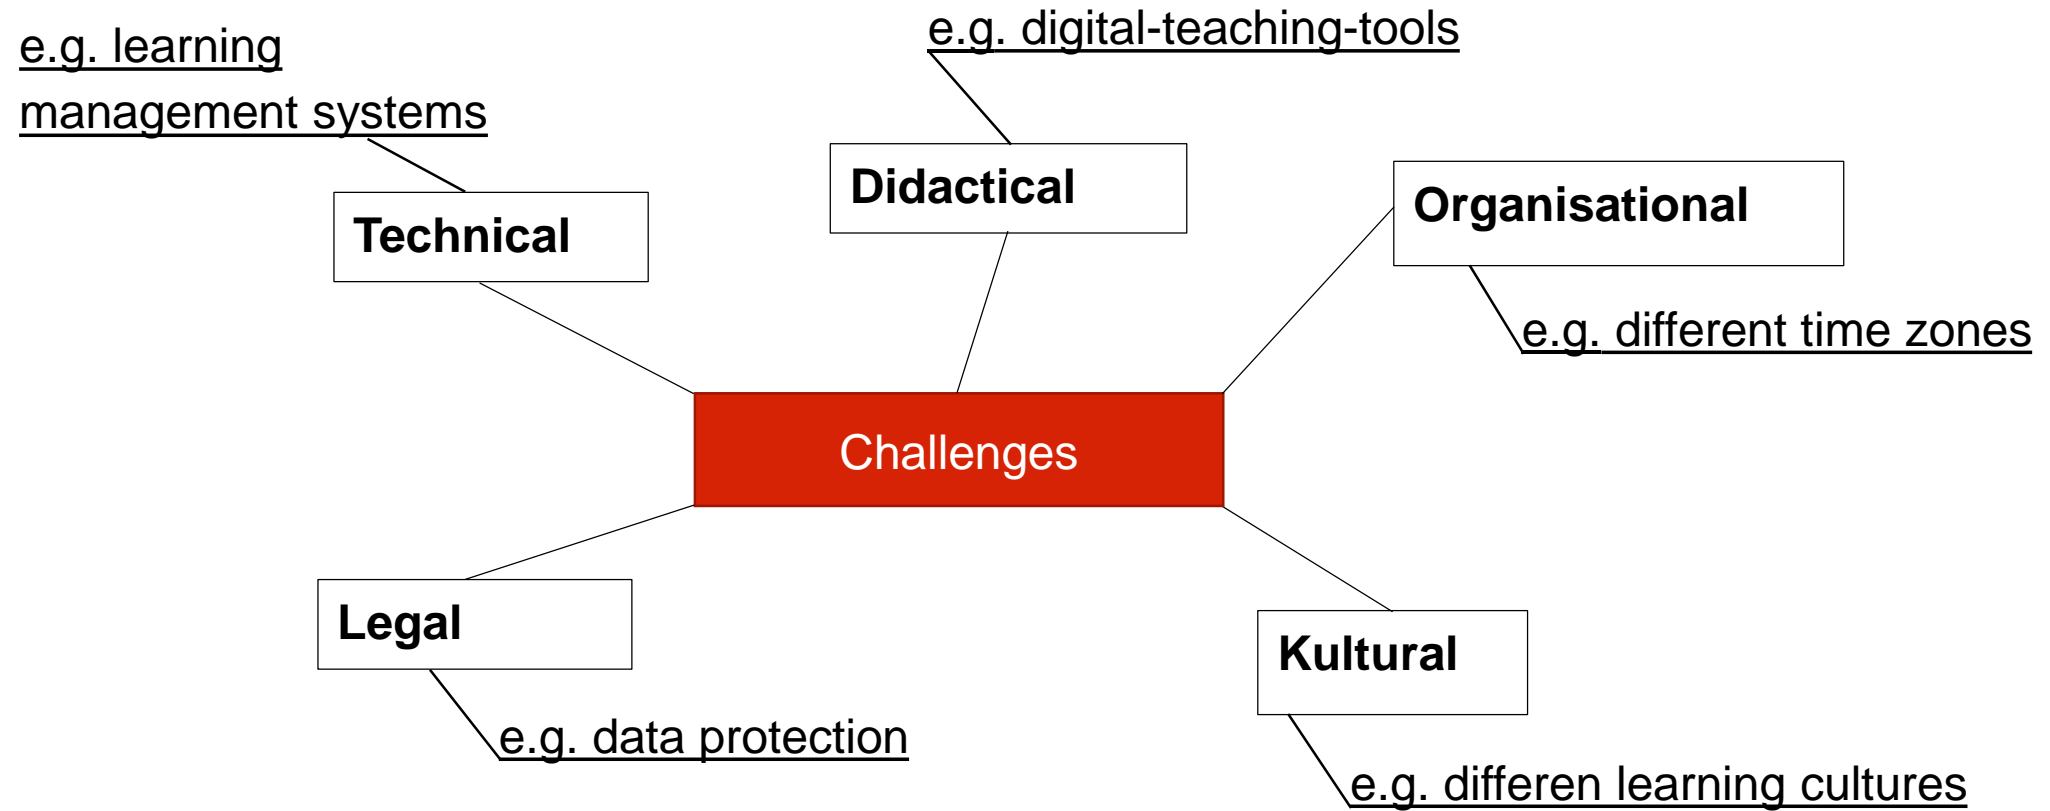 e.g. learning
management systems
e.g. digital-teaching-tools
Technical
Didactical
Organisational
e.g. different time zones
Challenges
Legal
e.g. data protection
Kultural
e.g. differen learning cultures